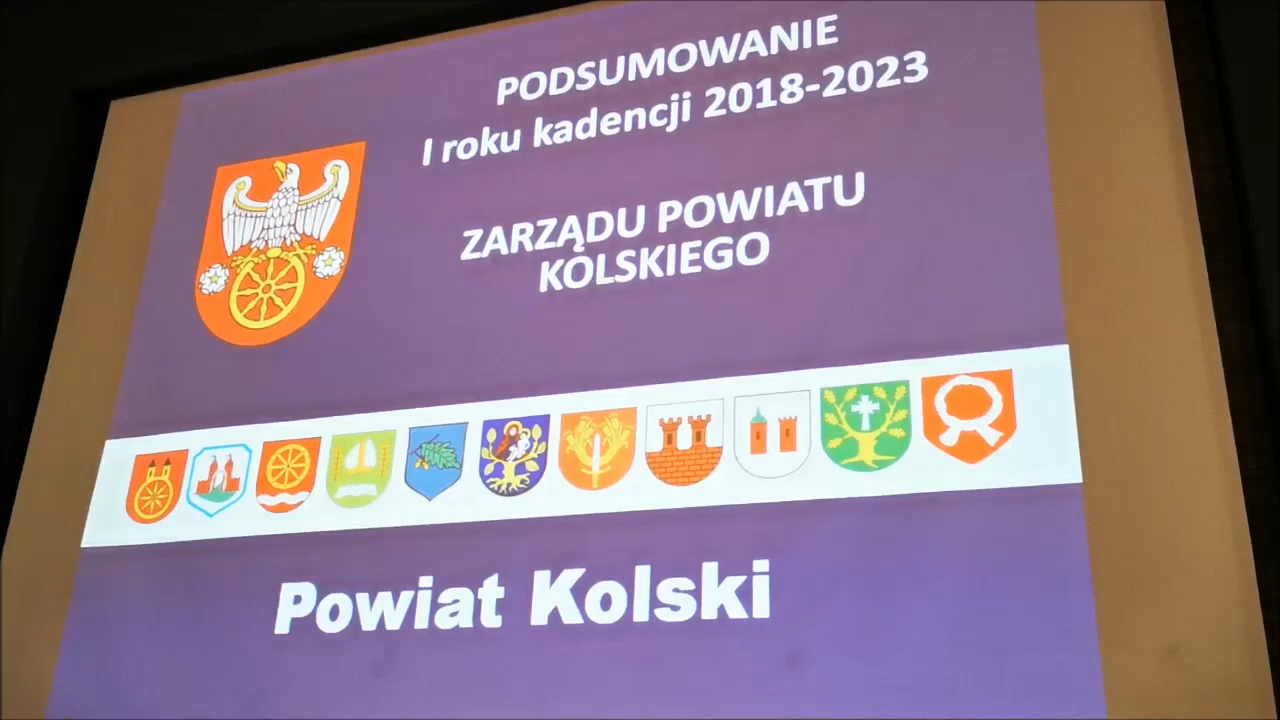 PODSUMOWANIE
I roku kadencji 2018-2023
ZARZĄDU POWIATU
KOLSKIEGO
Powiat Kolski